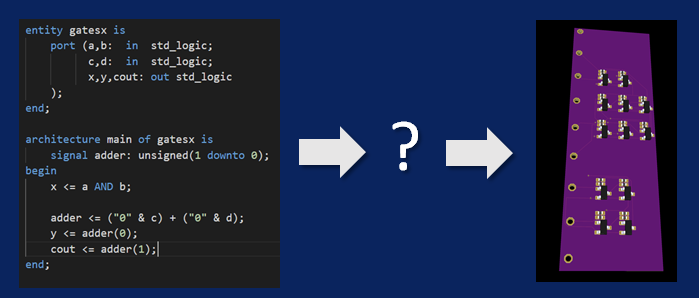 entity gatesx is
port (a,b: in std_logic;
c,d: in std_logic;
x,y,cout: out std_logic
);
end;
architecture main of gatesx is
signal adder: unsigned(1 downto 0);
begin
x <= a AND b;
adder <= ("0" & c) + ("0" & d);
y <= adder(0);
cout <= adder(1);
end;
?